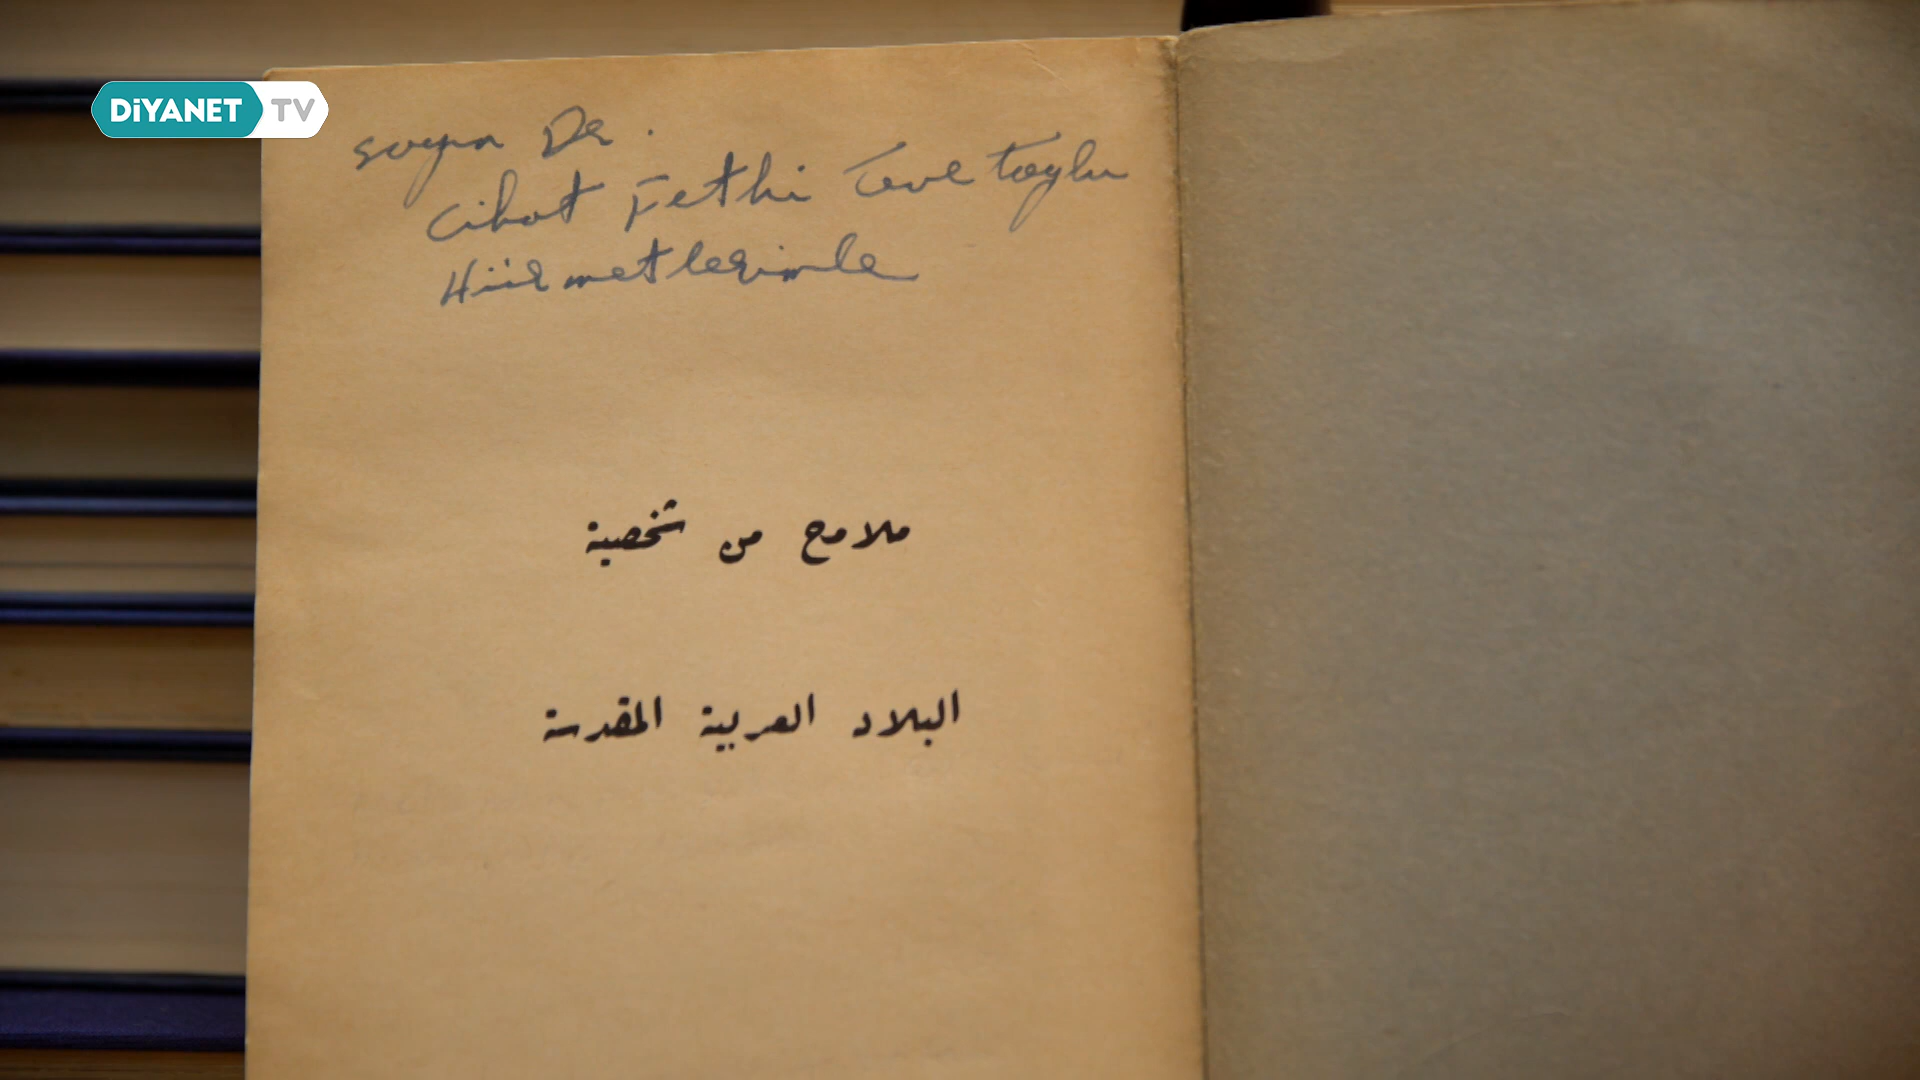 DİYANET TV
Sayın Dr.
Cihat Fethi Tevetoğlu
Hürmetlerimle
ملامح من شخصية
البلاد العربية المقدسة